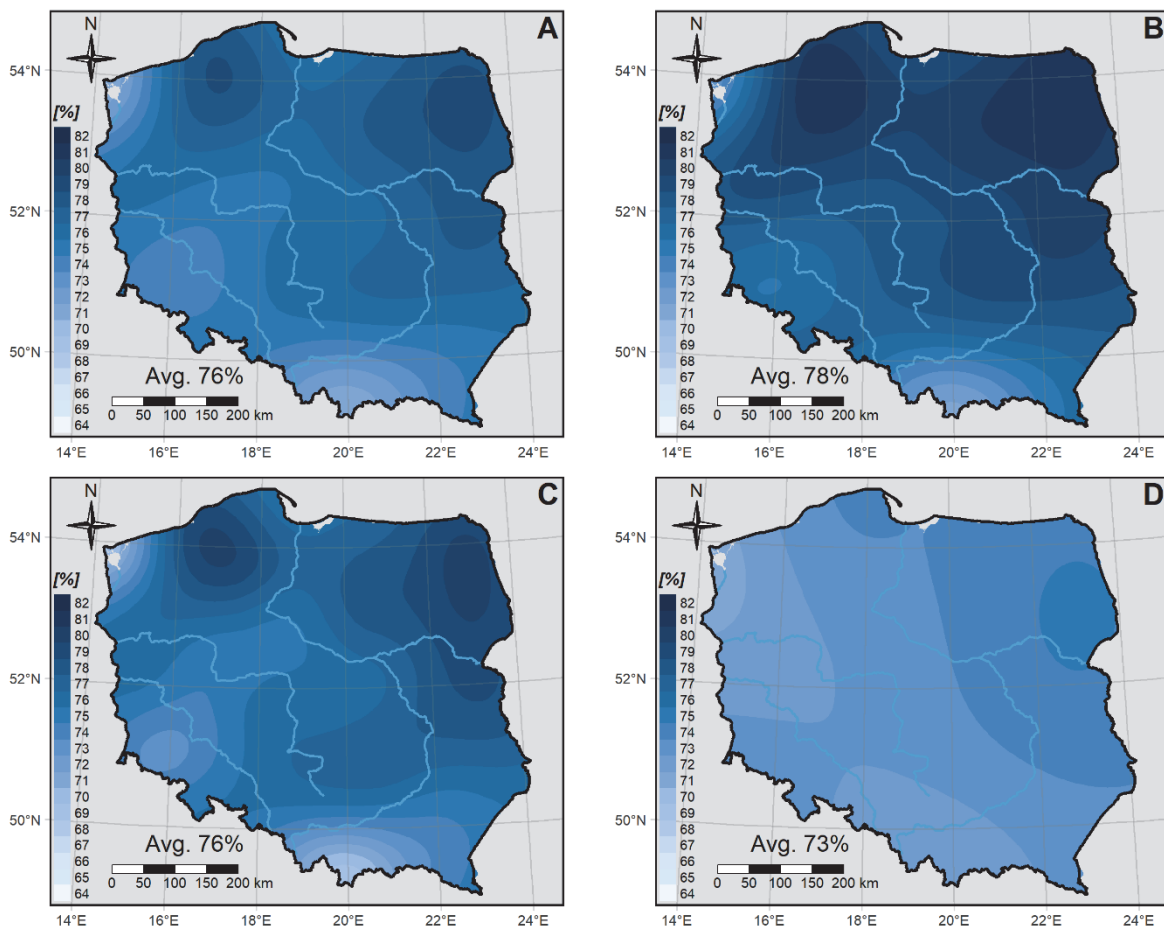 A
N
54°N
52°N
50°N
[%]
82
81
80
79
78
77
76
75
74
73
72
71
70
69
68
67
66
65
64
Avg. 76%
0 50 100 150 200 km
14°E 16°E 18°E 20°E 22°E 24°E
B
N
54°N
52°N
50°N
[%]
82
81
80
79
78
77
76
75
74
73
72
71
70
69
68
67
66
65
64
Avg. 78%
0 50 100 150 200 km
14°E 16°E 18°E 20°E 22°E 24°E
C
N
54°N
52°N
50°N
[%]
82
81
80
79
78
77
76
75
74
73
72
71
70
69
68
67
66
65
64
Avg. 76%
0 50 100 150 200 km
14°E 16°E 18°E 20°E 22°E 24°E
D
N
54°N
52°N
50°N
[%]
82
81
80
79
78
77
76
75
74
73
72
71
70
69
68
67
66
65
64
Avg. 73%
0 50 100 150 200 km
14°E 16°E 18°E 20°E 22°E 24°E